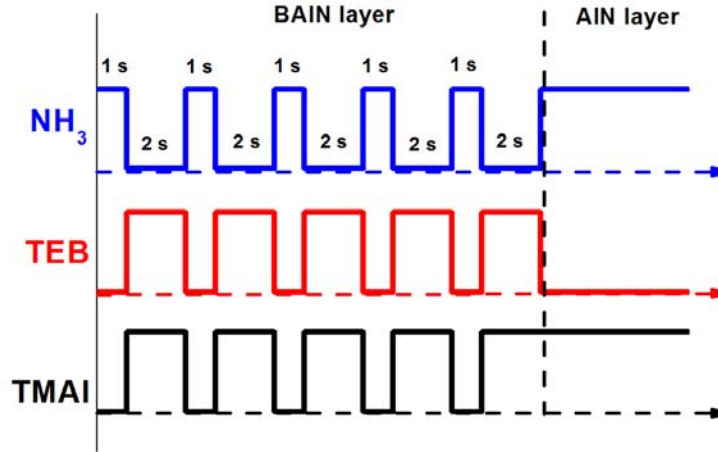 BAlN layer
AlN layer
1 s 1 s 1 s 1 s 1 s
NH₃
2 s 2 s 2 s 2 s 2 s
TEB
TMAl